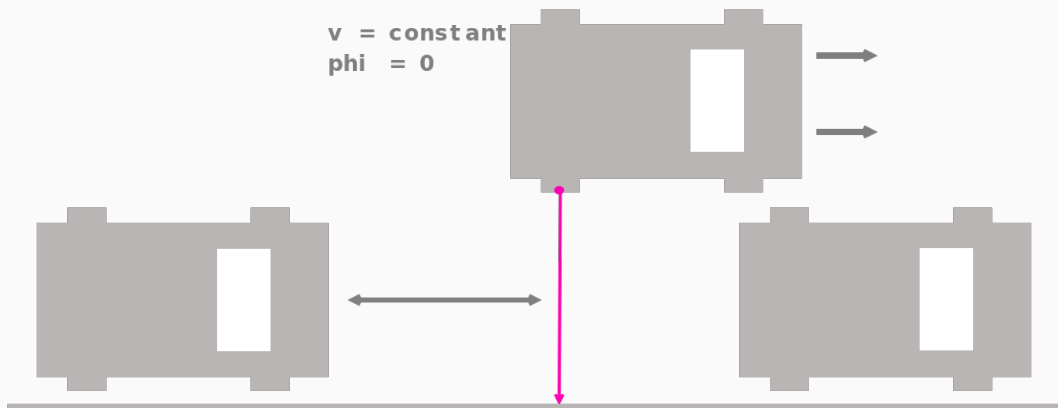 v = constant
phi = 0